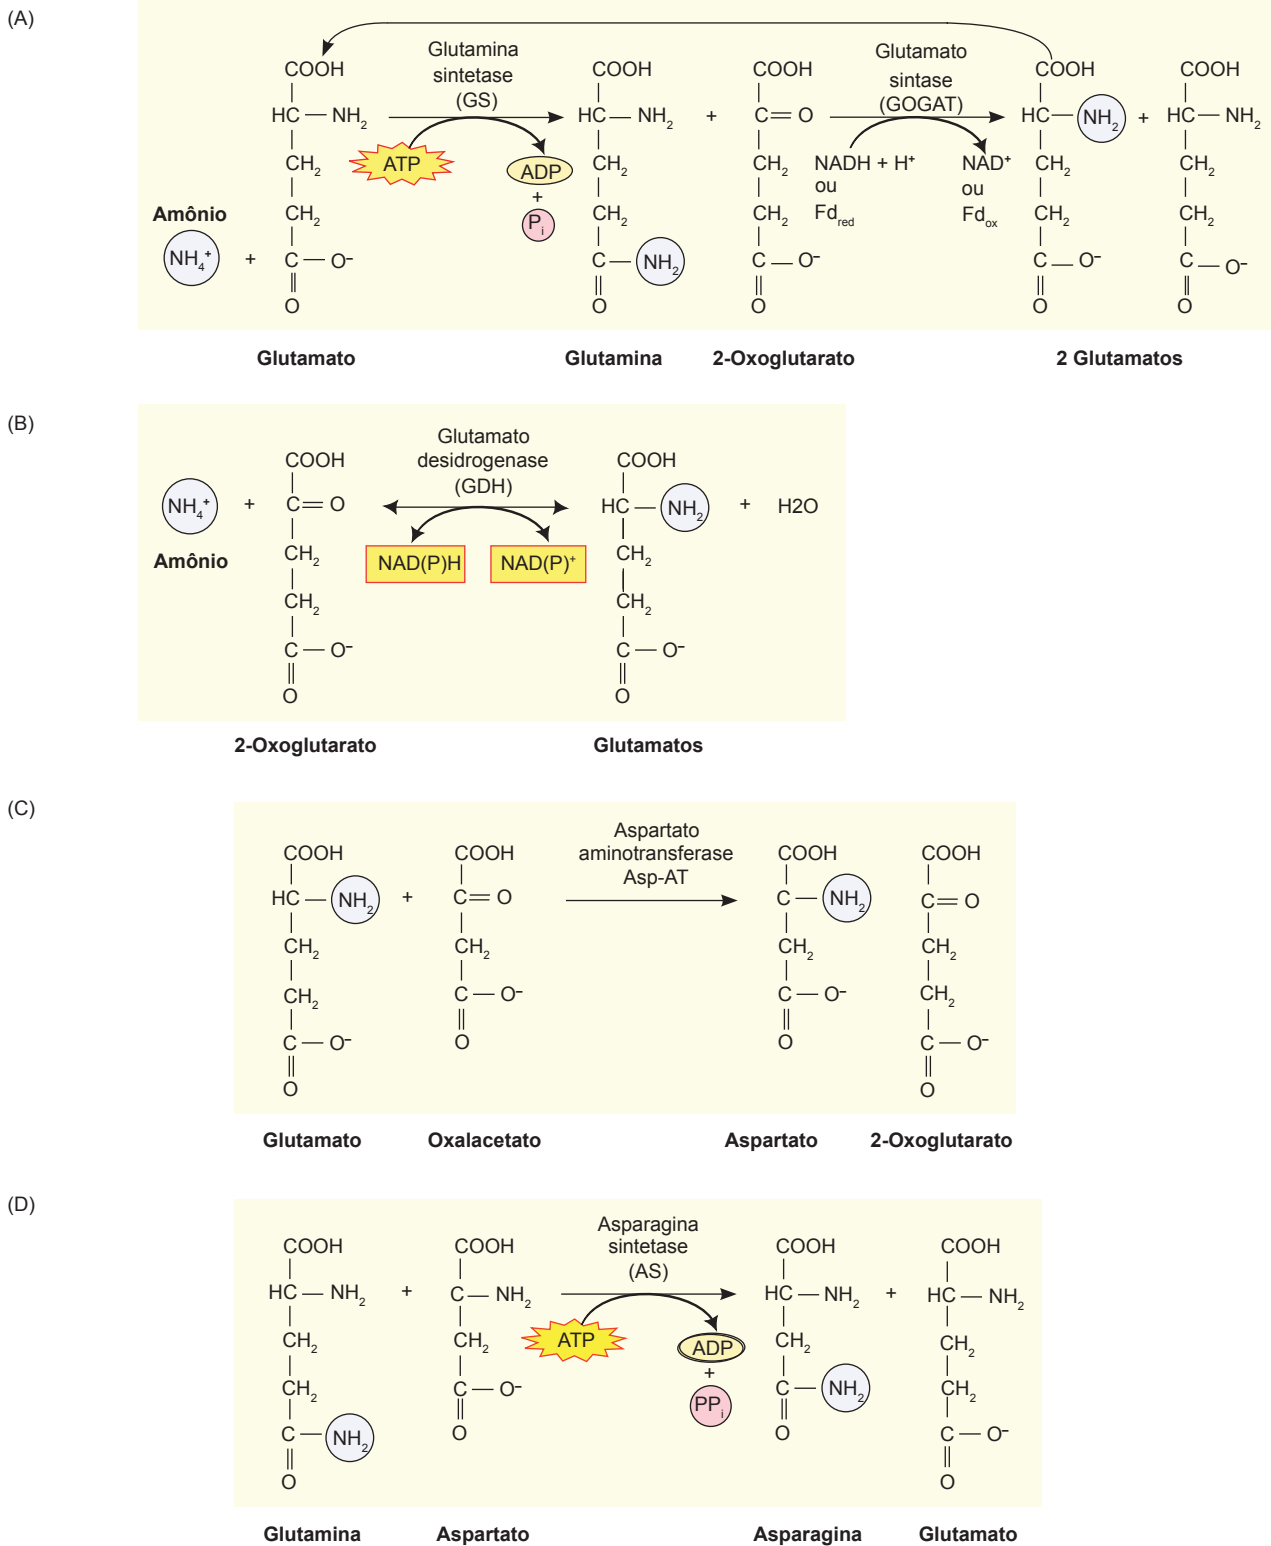 (A)
Glutamina
sintetase
(GS)
Glutamato
sintase
(GOGAT)
COOH
COOH
COOH
COOH
COOH
HC — NH2
HC — NH2
C = O
HC — NH2
HC — NH2
+
+
ATP
ADP
+
Pi
NADH + H+
ou
Fdred
NAD+
ou
Fdox
CH2
CH2
CH2
CH2
CH2
CH2
CH2
CH2
CH2
CH2
Amônio
NH4+
+
C — O–
C — NH2
C — O–
C — O–
C — O–
O
O
O
O
O
Glutamato
Glutamina
2-Oxoglutarato
2 Glutamatos
(B)
Glutamato
desidrogenase
(GDH)
COOH
COOH
NH4+
+
C = O
HC — NH2
+
H2O
Amônio
CH2
NAD(P)H
NAD(P)+
CH2
CH2
CH2
C — O–
C — O–
O
O
2-Oxoglutarato
Glutamatos
(C)
Aspartato
aminotransferase
Asp-AT
COOH
COOH
COOH
COOH
HC — NH2
+
C = O
C — NH2
C = O
CH2
CH2
CH2
CH2
CH2
C — O–
C — O–
CH2
C — O–
O
O
C — O–
O
O
Glutamato
Oxalacetato
Aspartato
2-Oxoglutarato
(D)
Asparagina
sintetase
(AS)
COOH
COOH
COOH
COOH
HC — NH2
+
C — NH2
HC — NH2
+
HC — NH2
CH2
CH2
ATP
ADP
+
PPi
CH2
CH2
CH2
C — O–
C — NH2
CH2
C — NH2
O
O
C — O–
O
O
Glutamina
Aspartato
Asparagina
Glutamato